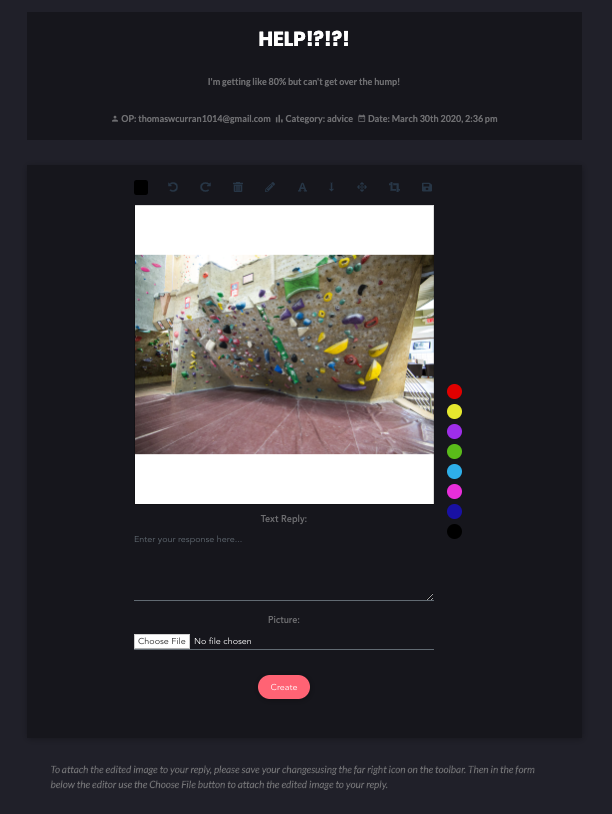 HELP!?!?!
I'm getting like 80% but can't get over the hump!
OP: thomaswcurran1014@gmail.com Category: advice Date: March 30th 2020, 2:36 pm
A
Text Reply:
Enter your response here...
Picture:
Choose File No file chosen
Create
To attach the edited image to your reply, please save your changesusing the far right icon on the toolbar. Then in the form
below the editor use the Choose File button to attach the edited image to your reply.